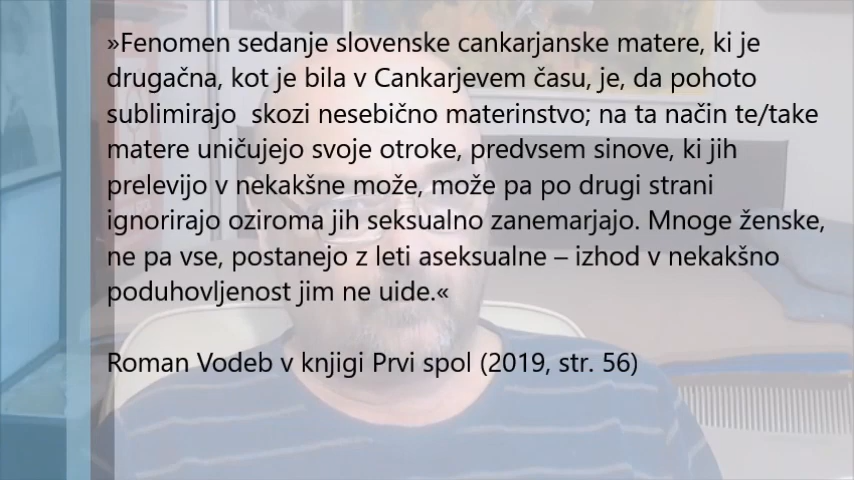 »Fenomen sedanje slovenske cankarjanske matere, ki je
drugačna, kot je bila v Cankarjevem času, je, da pohoto
sublimirajo  skozi nesebično materinstvo; na ta način te/take
matere uničujejo svoje otroke, predvsem sinove, ki jih
prelevijo v nekakšne može, može pa po drugi strani
ignorirajo oziroma jih seksualno zanemarjajo. Mnoge ženske,
ne pa vse, postanejo z leti aseksualne – izhod v nekakšno
poduhovljenost jim ne uide.«
Roman Vodeb v knjigi Prvi spol (2019, str. 56)